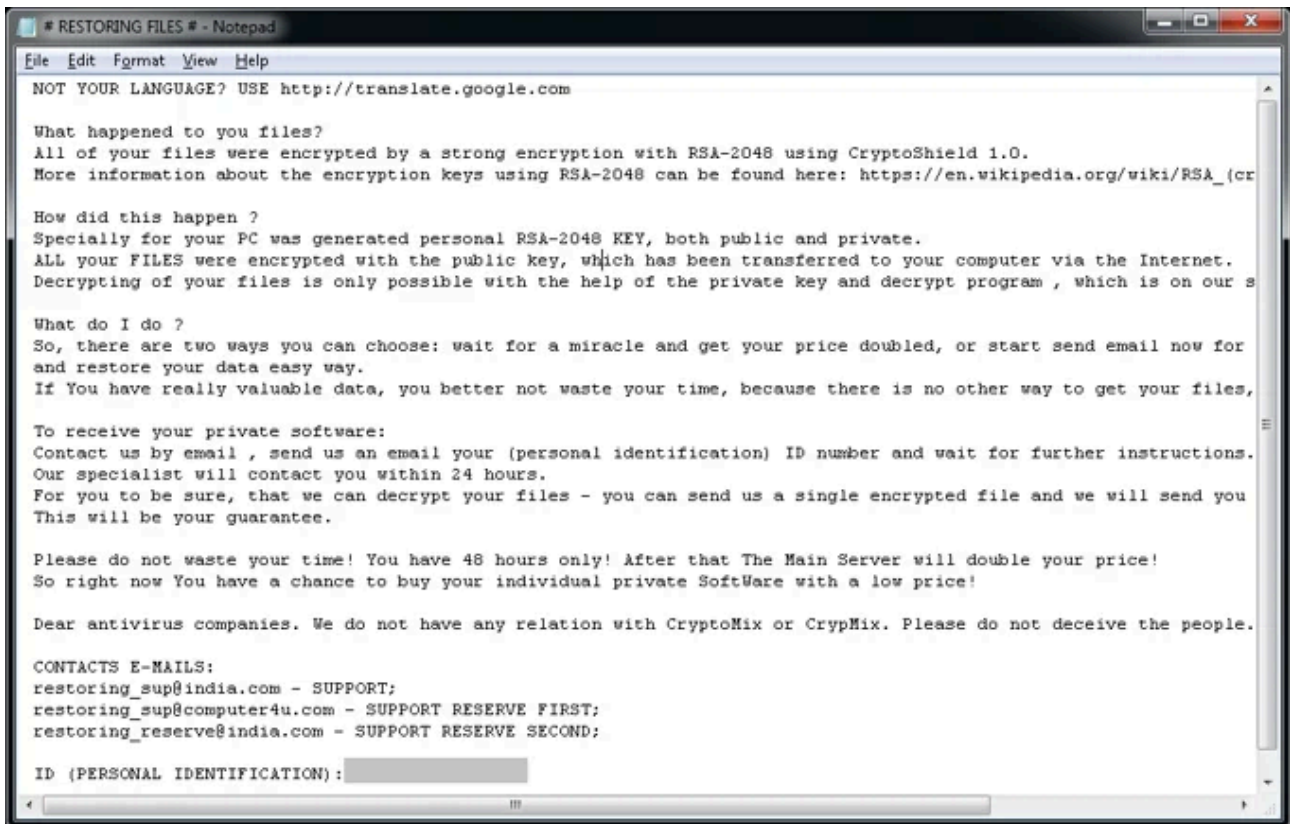 # RESTORING FILES # - Notepad
File Edit Format View Help
NOT YOUR LANGUAGE? USE http://translate.google.com
What happened to you files?
All of your files were encrypted by a strong encryption with RSA-2048 using CryptoShield 1.0.
More information about the encryption keys using RSA-2048 can be found here: https://en.wikipedia.org/wiki/RSA_(cr
How did this happen ?
Specially for your PC was generated personal RSA-2048 KEY, both public and private.
ALL your FILES were encrypted with the public key, which has been transferred to your computer via the Internet.
Decrypting of your files is only possible with the help of the private key and decrypt program , which is on our s
What do I do ?
So, there are two ways you can choose: wait for a miracle and get your price doubled, or start send email now for
and restore your data easy way.
If You have really valuable data, you better not waste your time, because there is no other way to get your files,
To receive your private software:
Contact us by email , send us an email your (personal identification) ID number and wait for further instructions.
Our specialist will contact you within 24 hours.
For you to be sure, that we can decrypt your files - you can send us a single encrypted file and we will send you
This will be your guarantee.
Please do not waste your time! You have 48 hours only! After that The Main Server will double your price!
So right now You have a chance to buy your individual private SoftWare with a low price!
Dear antivirus companies. We do not have any relation with CryptoMix or CrypMix. Please do not deceive the people.
CONTACTS E-MAILS:
restoring_sup@india.com - SUPPORT;
restoring_sup@computer4u.com - SUPPORT RESERVE FIRST;
restoring_reserve@india.com - SUPPORT RESERVE SECOND;
ID (PERSONAL IDENTIFICATION):